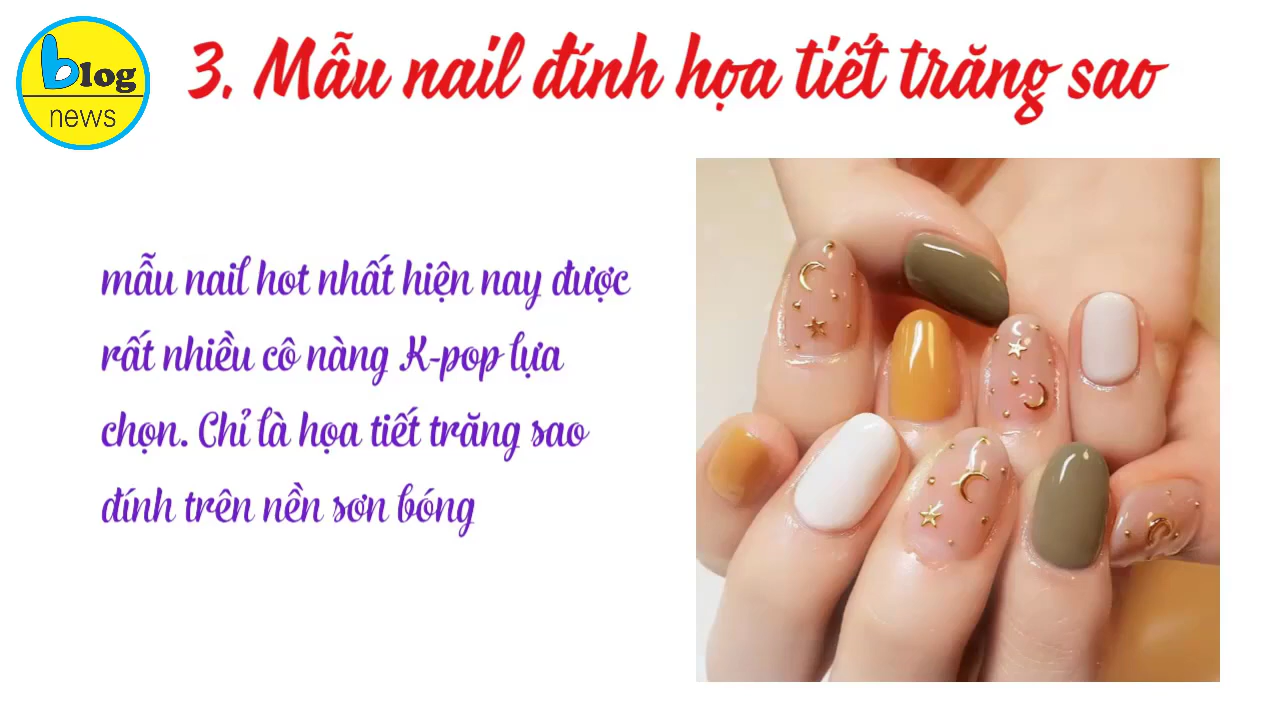 blog
news
3. Mẫu nail đính họa tiết trăng sao
mẫu nail hot nhất hiện nay được
rất nhiều cô nàng K-pop lựa
chọn. Chỉ là họa tiết trăng sao
đính trên nền sơn bóng